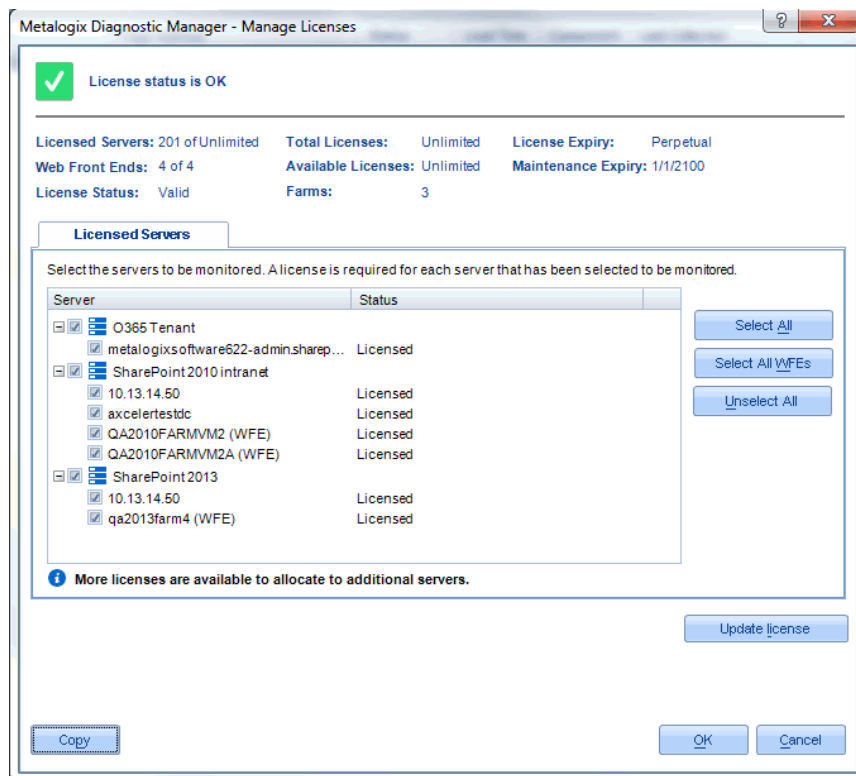 Metalogix Diagnostic Manager - Manage Licenses
License status is OK
Licensed Servers: 201 of Unlimited Total Licenses: Unlimited License Expiry: Perpetual
Web Front Ends: 4 of 4 Available Licenses: Unlimited Maintenance Expiry: 1/1/2100
License Status: Valid Farms: 3
Licensed Servers
Select the servers to be monitored. A license is required for each server that has been selected to be monitored.
Server Status
O365 Tenant
metalogixsoftware622-admin.sharep... Licensed
SharePoint 2010 intranet
10.13.14.50 Licensed
axcelertestdc Licensed
QA2010FARMVM2 (WFE) Licensed
QA2010FARMVM2A (WFE) Licensed
SharePoint 2013
10.13.14.50 Licensed
qa2013farm4 (WFE) Licensed
Select All
Select All WFEs
Unselect All
More licenses are available to allocate to additional servers.
Update license
Copy OK Cancel